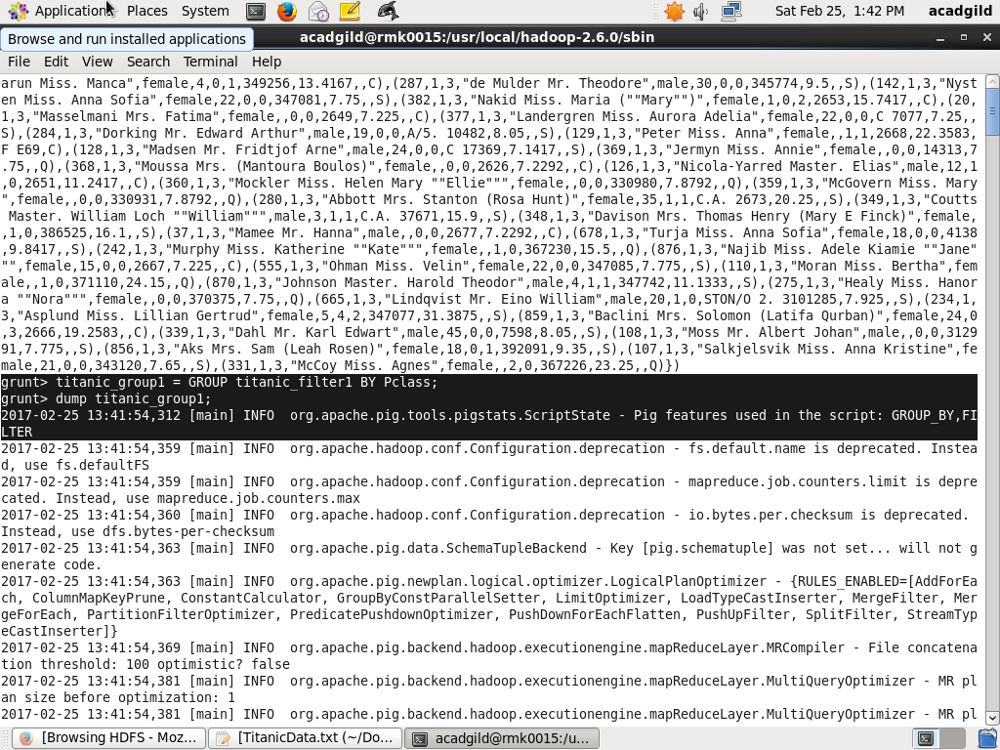 Applications Places System Sat Feb 25, 1:42 PM acadgild
Browse and run installed applications
acadgild@rmk0015:/usr/local/hadoop-2.6.0/sbin
File Edit View Search Terminal Help
arun Miss. Manca",female,4,0,1,349256,13.4167,,C),(287,1,3,"de Mulder Mr. Theodore",male,30,0,0,345774,9.5,,S),(142,1,3,"Nyst
en Miss. Anna Sofia",female,22,0,0,347081,7.75,,S),(382,1,3,"Nakid Miss. Maria (""Mary"")",female,1,0,2,2653,15.7417,,C),(20,
1,3,"Masselmani Mrs. Fatima",female,,0,0,2649,7.225,,C),(377,1,3,"Landergren Miss. Aurora Adelia",female,22,0,0,C 7077,7.25,,
S),(284,1,3,"Dorking Mr. Edward Arthur",male,19,0,0,A/5. 10482,8.05,,S),(129,1,3,"Peter Miss. Anna",female,,1,1,2668,22.3583,
F E69,C),(128,1,3,"Madsen Mr. Fridtjof Arne",male,24,0,0,C 17369,7.1417,,S),(369,1,3,"Jermyn Miss. Annie",female,,0,0,14313,7
.75,,Q),(368,1,3,"Moussa Mrs. (Mantoura Boulos)",female,,0,0,2626,7.2292,,C),(126,1,3,"Nicola-Yarred Master. Elias",male,12,1
,0,2651,11.2417,,C),(360,1,3,"Mockler Miss. Helen Mary ""Ellie""",female,,0,0,330980,7.8792,,Q),(359,1,3,"McGovern Miss. Mary
",female,,0,0,330931,7.8792,,Q),(280,1,3,"Abbott Mrs. Stanton (Rosa Hunt)",female,35,1,1,C.A. 2673,20.25,,S),(349,1,3,"Coutts
 Master. William Loch ""William""",male,3,1,1,C.A. 37671,15.9,,S),(348,1,3,"Davison Mrs. Thomas Henry (Mary E Finck)",female,
,1,0,386525,16.1,,S),(37,1,3,"Mamee Mr. Hanna",male,,0,0,2677,7.2292,,C),(678,1,3,"Turja Miss. Anna Sofia",female,18,0,0,4138
,9.8417,,S),(242,1,3,"Murphy Miss. Katherine ""Kate""",female,,1,0,367230,15.5,,Q),(876,1,3,"Najib Miss. Adele Kiamie ""Jane"
"",female,15,0,0,2667,7.225,,C),(555,1,3,"Ohman Miss. Velin",female,22,0,0,347085,7.775,,S),(110,1,3,"Moran Miss. Bertha",fem
ale,,1,0,371110,24.15,,Q),(870,1,3,"Johnson Master. Harold Theodor",male,4,1,1,347742,11.1333,,S),(275,1,3,"Healy Miss. Hanor
a ""Nora""",female,,0,0,370375,7.75,,Q),(665,1,3,"Lindqvist Mr. Eino William",male,20,1,0,STON/O 2. 3101285,7.925,,S),(234,1,
3,"Asplund Miss. Lillian Gertrud",female,5,4,2,347077,31.3875,,S),(859,1,3,"Baclini Mrs. Solomon (Latifa Qurban)",female,24,0
,3,2666,19.2583,,C),(339,1,3,"Dahl Mr. Karl Edwart",male,45,0,0,7598,8.05,,S),(108,1,3,"Moss Mr. Albert Johan",male,,0,0,3129
91,7.775,,S),(856,1,3,"Aks Mrs. Sam (Leah Rosen)",female,18,0,1,392091,9.35,,S),(107,1,3,"Salkjelsvik Miss. Anna Kristine",fe
male,21,0,0,343120,7.65,,S),(331,1,3,"McCoy Miss. Agnes",female,,2,0,367226,23.25,,Q)})
grunt> titanic_group1 = GROUP titanic_filter1 BY Pclass;
grunt> dump titanic_group1;
2017-02-25 13:41:54,312 [main] INFO  org.apache.pig.tools.pigstats.ScriptState - Pig features used in the script: GROUP_BY,FI
LTER
2017-02-25 13:41:54,359 [main] INFO  org.apache.hadoop.conf.Configuration.deprecation - fs.default.name is deprecated. Instea
d, use fs.defaultFS
2017-02-25 13:41:54,359 [main] INFO  org.apache.hadoop.conf.Configuration.deprecation - mapreduce.job.counters.limit is depre
cated. Instead, use mapreduce.job.counters.max
2017-02-25 13:41:54,360 [main] INFO  org.apache.hadoop.conf.Configuration.deprecation - io.bytes.per.checksum is deprecated.
Instead, use dfs.bytes-per-checksum
2017-02-25 13:41:54,363 [main] INFO  org.apache.pig.data.SchemaTupleBackend - Key [pig.schematuple] was not set... will not g
enerate code.
2017-02-25 13:41:54,363 [main] INFO  org.apache.pig.newplan.logical.optimizer.LogicalPlanOptimizer - {RULES_ENABLED=[AddForEa
ch, ColumnMapKeyPrune, ConstantCalculator, GroupByConstParallelSetter, LimitOptimizer, LoadTypeCastInserter, MergeFilter, Mer
geForEach, PartitionFilterOptimizer, PredicatePushdownOptimizer, PushDownForEachFlatten, PushUpFilter, SplitFilter, StreamTyp
eCastInserter]}
2017-02-25 13:41:54,369 [main] INFO  org.apache.pig.backend.hadoop.executionengine.mapReduceLayer.MRCompiler - File concatena
tion threshold: 100 optimistic? false
2017-02-25 13:41:54,381 [main] INFO  org.apache.pig.backend.hadoop.executionengine.mapReduceLayer.MultiQueryOptimizer - MR pl
an size before optimization: 1
2017-02-25 13:41:54,381 [main] INFO  org.apache.pig.backend.hadoop.executionengine.mapReduceLayer.MultiQueryOptimizer - MR pl
[Browsing HDFS - Moz... [TitanicData.txt (~/Do... acadgild@rmk0015:/u...